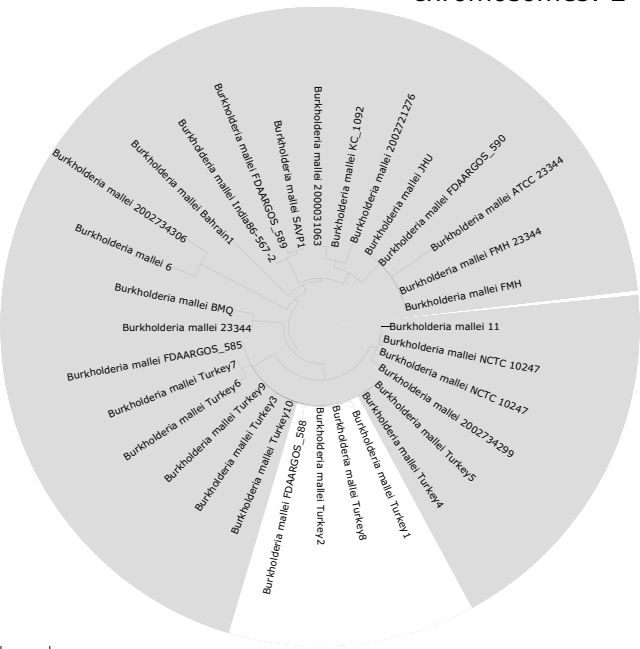 Burkholderia mallei 2000031063
Burkholderia mallei KC_1092
Burkholderia mallei 2002721276
Burkholderia mallei JHU
Burkholderia mallei FDAARGOS_590
Burkholderia mallei ATCC 23344
Burkholderia mallei FMH 23344
Burkholderia mallei FMH
Burkholderia mallei 11
Burkholderia mallei NCTC 10247
Burkholderia mallei NCTC 10247
Burkholderia mallei 2002734299
Burkholderia mallei Turkey5
Burkholderia mallei Turkey4
Burkholderia mallei Turkey1
Burkholderia mallei Turkey8
Burkholderia mallei Turkey2
Burkholderia mallei FDAARGOS_588
Burkholderia mallei Turkey10
Burkholderia mallei Turkey3
Burkholderia mallei Turkey9
Burkholderia mallei Turkey6
Burkholderia mallei Turkey7
Burkholderia mallei FDAARGOS_585
Burkholderia mallei 23344
Burkholderia mallei BMQ
Burkholderia mallei 6
Burkholderia mallei 2002734306
Burkholderia mallei Bahrain1
Burkholderia mallei India86-567-2
Burkholderia mallei FDAARGOS_589
Burkholderia mallei SAVP1